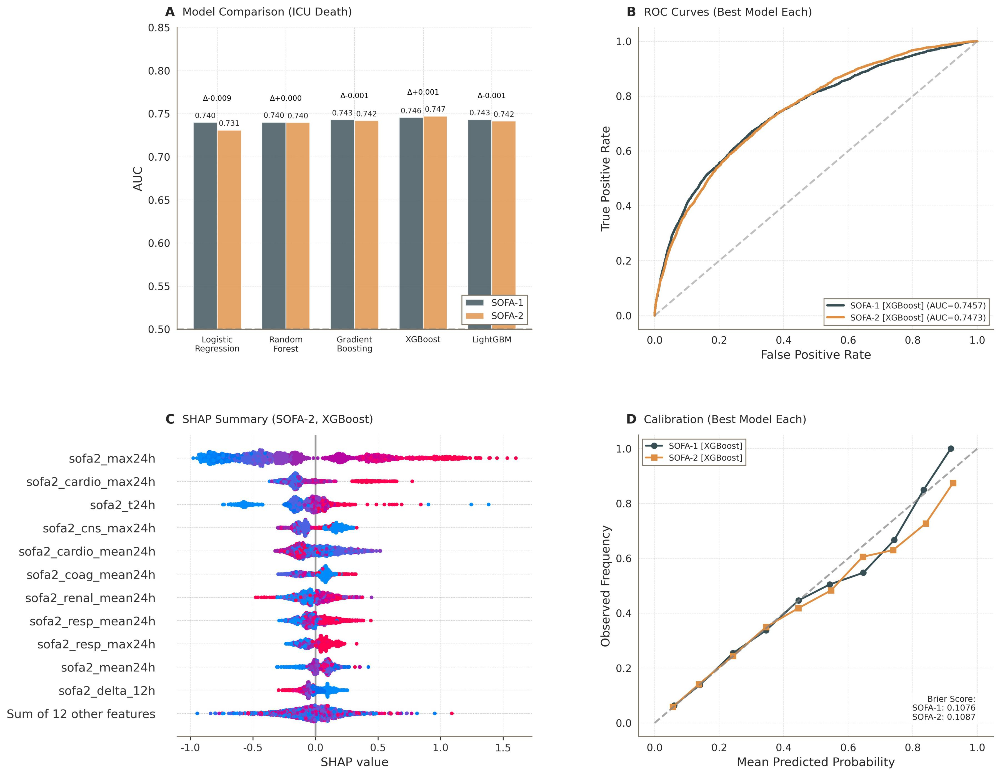 A Model Comparison (ICU Death)
0.85
0.80
0.75
0.70
0.65
0.60
0.55
0.50
AUC
Δ-0.009
Δ+0.000
Δ-0.001
Δ+0.001
Δ-0.001
0.740
0.731
0.740
0.740
0.743
0.742
0.746
0.747
0.743
0.742
SOFA-1
SOFA-2
Logistic
Regression
Random
Forest
Gradient
Boosting
XGBoost
LightGBM
B ROC Curves (Best Model Each)
1.0
0.8
0.6
0.4
0.2
0.0
True Positive Rate
SOFA-1 [XGBoost] (AUC=0.7457)
SOFA-2 [XGBoost] (AUC=0.7473)
0.0 0.2 0.4 0.6 0.8 1.0
False Positive Rate
C SHAP Summary (SOFA-2, XGBoost)
sofa2_max24h
sofa2_cardio_max24h
sofa2_t24h
sofa2_cns_max24h
sofa2_cardio_mean24h
sofa2_coag_mean24h
sofa2_renal_mean24h
sofa2_resp_mean24h
sofa2_resp_max24h
sofa2_mean24h
sofa2_delta_12h
Sum of 12 other features
-1.0 -0.5 0.0 0.5 1.0 1.5
SHAP value
D Calibration (Best Model Each)
SOFA-1 [XGBoost]
SOFA-2 [XGBoost]
1.0
0.8
0.6
0.4
0.2
0.0
Observed Frequency
Brier Score:
SOFA-1: 0.1076
SOFA-2: 0.1087
0.0 0.2 0.4 0.6 0.8 1.0
Mean Predicted Probability